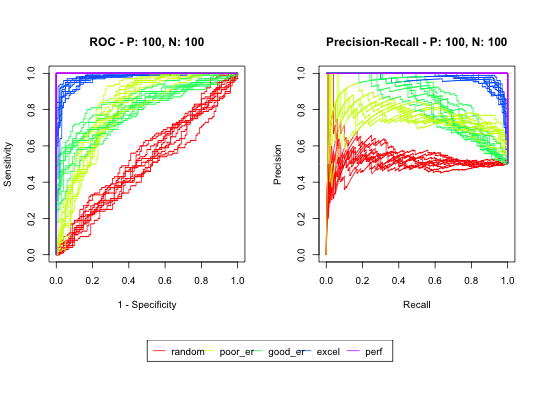 ROC - P: 100, N: 100
Sensitivity
1.0
0.8
0.6
0.4
0.2
0.0
0.0 0.2 0.4 0.6 0.8 1.0
1 - Specificity
Precision-Recall - P: 100, N: 100
Precision
1.0
0.8
0.6
0.4
0.2
0.0
0.0 0.2 0.4 0.6 0.8 1.0
Recall
random poor_er good_er excel perf